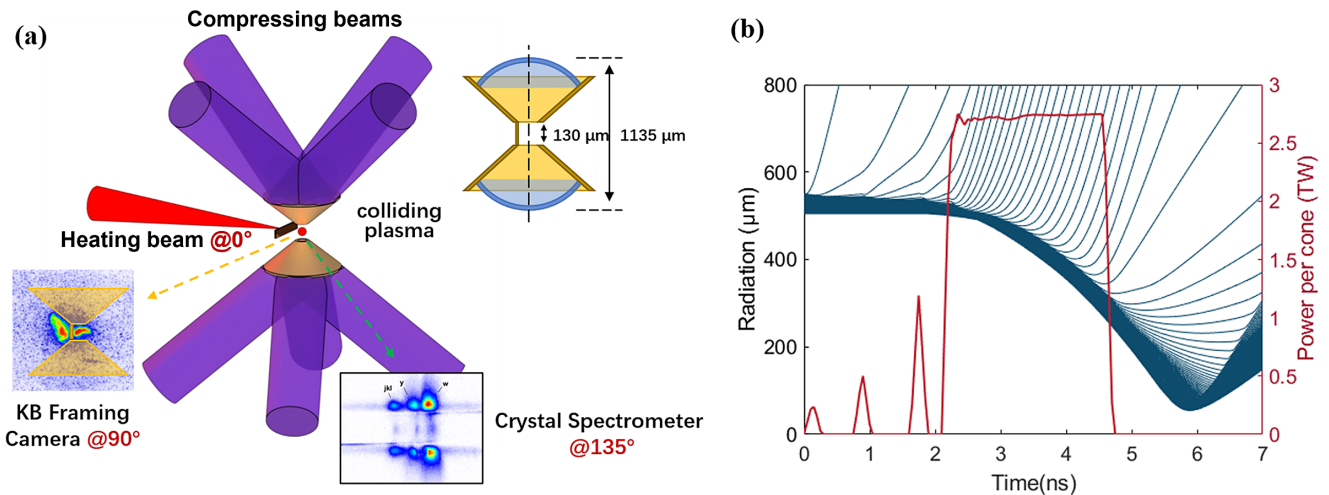 (a)
Compressing beams
130 μm
1135 μm
colliding
plasma
Heating beam @0°
KB Framing
Camera @90°
jkl
y
w
Crystal Spectrometer
@135°
(b)
Radiation (μm)
800
600
400
200
0
Power per cone (TW)
3
2.5
2
1.5
1
0.5
0
0
1
2
3
4
5
6
7
Time(ns)